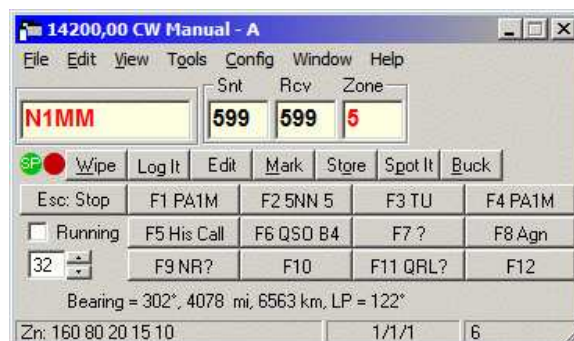 14200,00 CW Manual - A
File Edit View Tools Config Window Help
Snt Rcv Zone
N1MM 599 599 5
SP Wipe Log It Edit Mark Store Spot It Buck
Esc: Stop F1 PA1M F2 5NN 5 F3 TU F4 PA1M
Running F5 His Call F6 QSO B4 F7 ? F8 Agn
32 F9 NR? F10 F11 QRL? F12
Bearing = 302°, 4078 mi, 6563 km, LP = 122°
Zn: 160 80 20 15 10 1/1/1 6